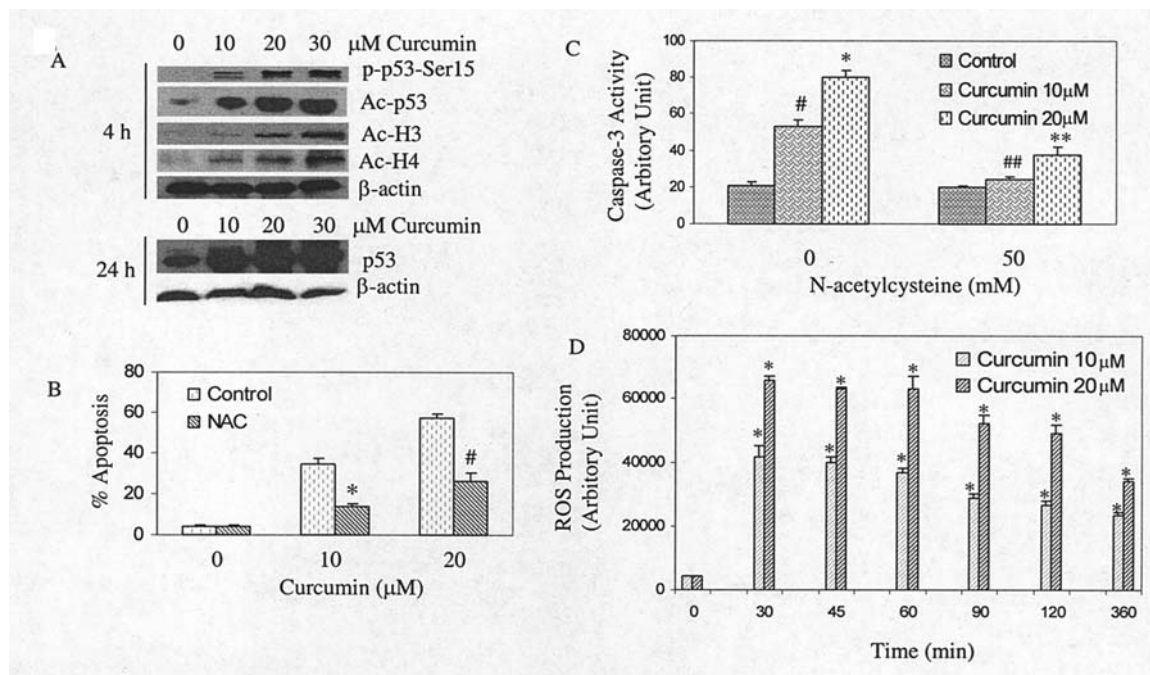 A
0 10 20 30 μM Curcumin
4 h
p-p53-Ser15
Ac-p53
Ac-H3
Ac-H4
β-actin
0 10 20 30 μM Curcumin
24 h
p53
β-actin
B
80
60
40
20
0
% Apoptosis
Control
NAC
*
#
0 10 20
Curcumin (μM)
C
100
80
60
40
20
0
Caspase-3 Activity
(Arbitory Unit)
Control
Curcumin 10μM
Curcumin 20μM
# *
## **
0 50
N-acetylcysteine (mM)
D
80000
60000
40000
20000
0
ROS Production
(Arbitory Unit)
Curcumin 10 μM
Curcumin 20 μM
* * * * * *
* * * * * *
0 30 45 60 90 120 360
Time (min)